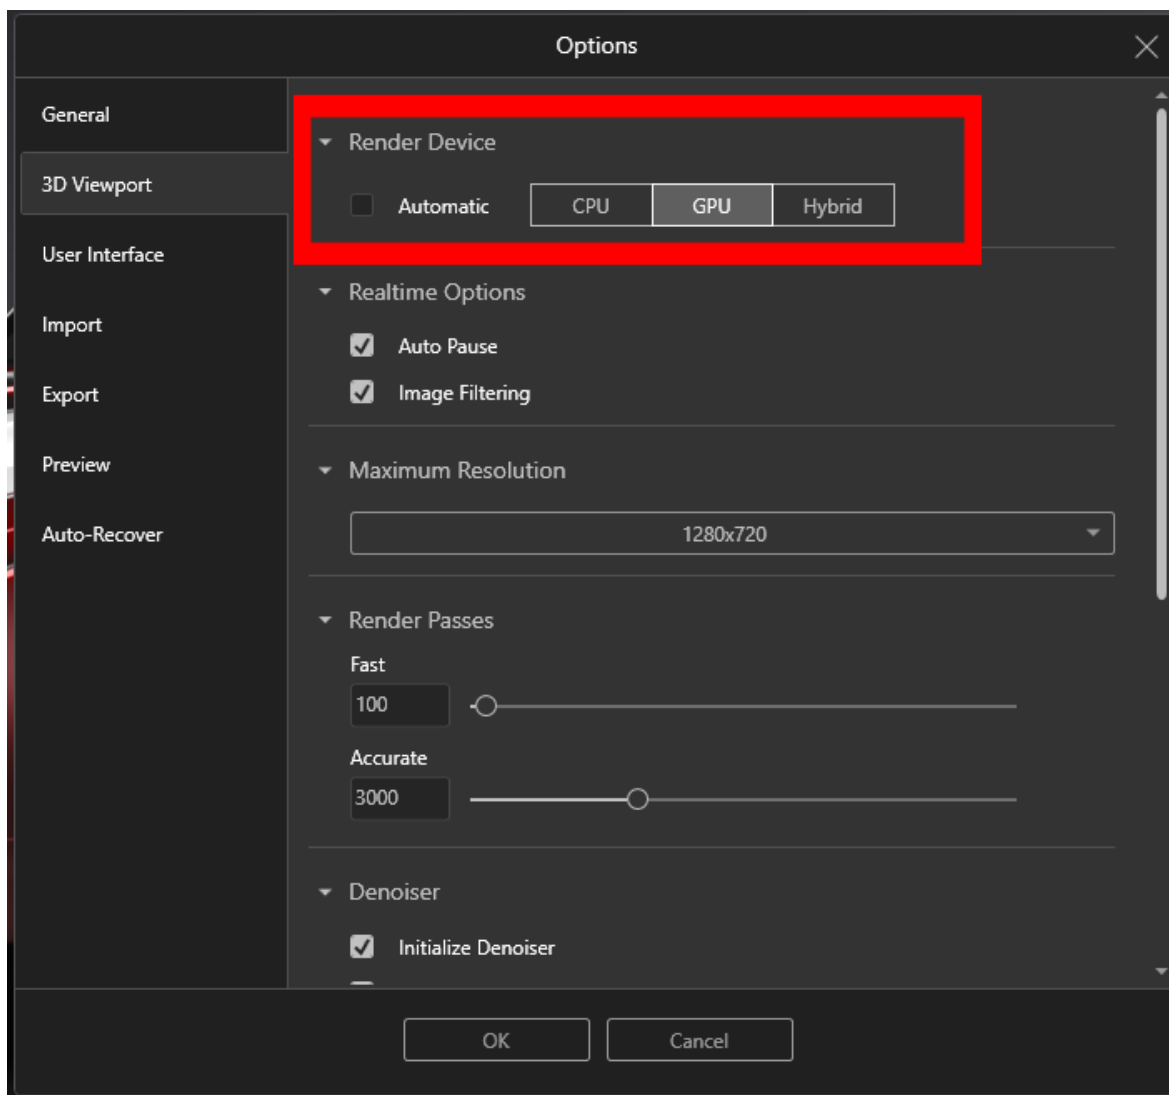 Options
General
3D Viewport
User Interface
Import
Export
Preview
Auto-Recover
Render Device
Automatic CPU GPU Hybrid
Realtime Options
Auto Pause
Image Filtering
Maximum Resolution
1280x720
Render Passes
Fast
100
Accurate
3000
Denoiser
Initialize Denoiser
OK Cancel